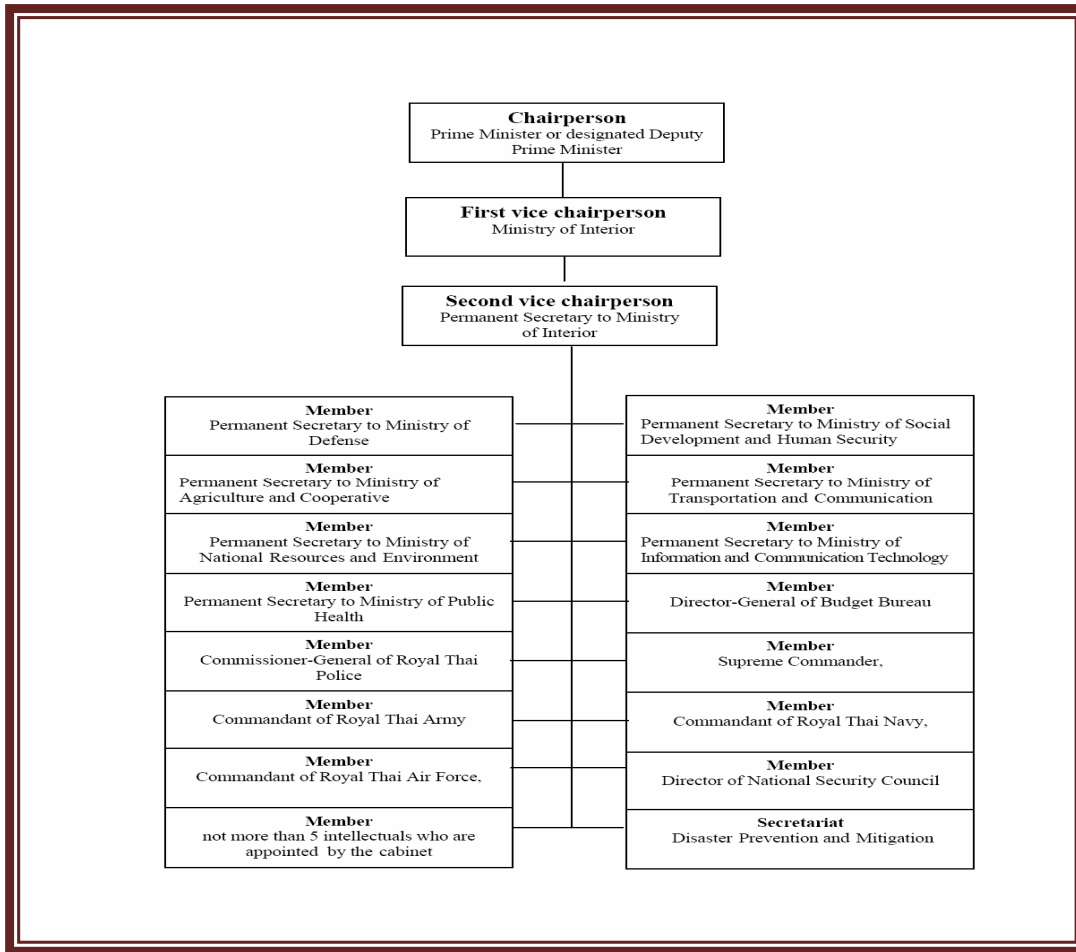 Chairperson
Prime Minister or designated Deputy
Prime Minister
First vice chairperson
Ministry of Interior
Second vice chairperson
Permanent Secretary to Ministry
of Interior
Member
Permanent Secretary to Ministry of
Defense
Member
Permanent Secretary to Ministry of
Agriculture and Cooperative
Member
Permanent Secretary to Ministry of
National Resources and Environment
Member
Permanent Secretary to Ministry of Public
Health
Member
Commissioner-General of Royal Thai
Police
Member
Commandant of Royal Thai Army
Member
Commandant of Royal Thai Air Force,
Member
not more than 5 intellectuals who are
appointed by the cabinet
Member
Permanent Secretary to Ministry of Social
Development and Human Security
Member
Permanent Secretary to Ministry of
Transportation and Communication
Member
Permanent Secretary to Ministry of
Information and Communication Technology
Member
Director-General of Budget Bureau
Member
Supreme Commander,
Member
Commandant of Royal Thai Navy,
Member
Director of National Security Council
Secretariat
Disaster Prevention and Mitigation